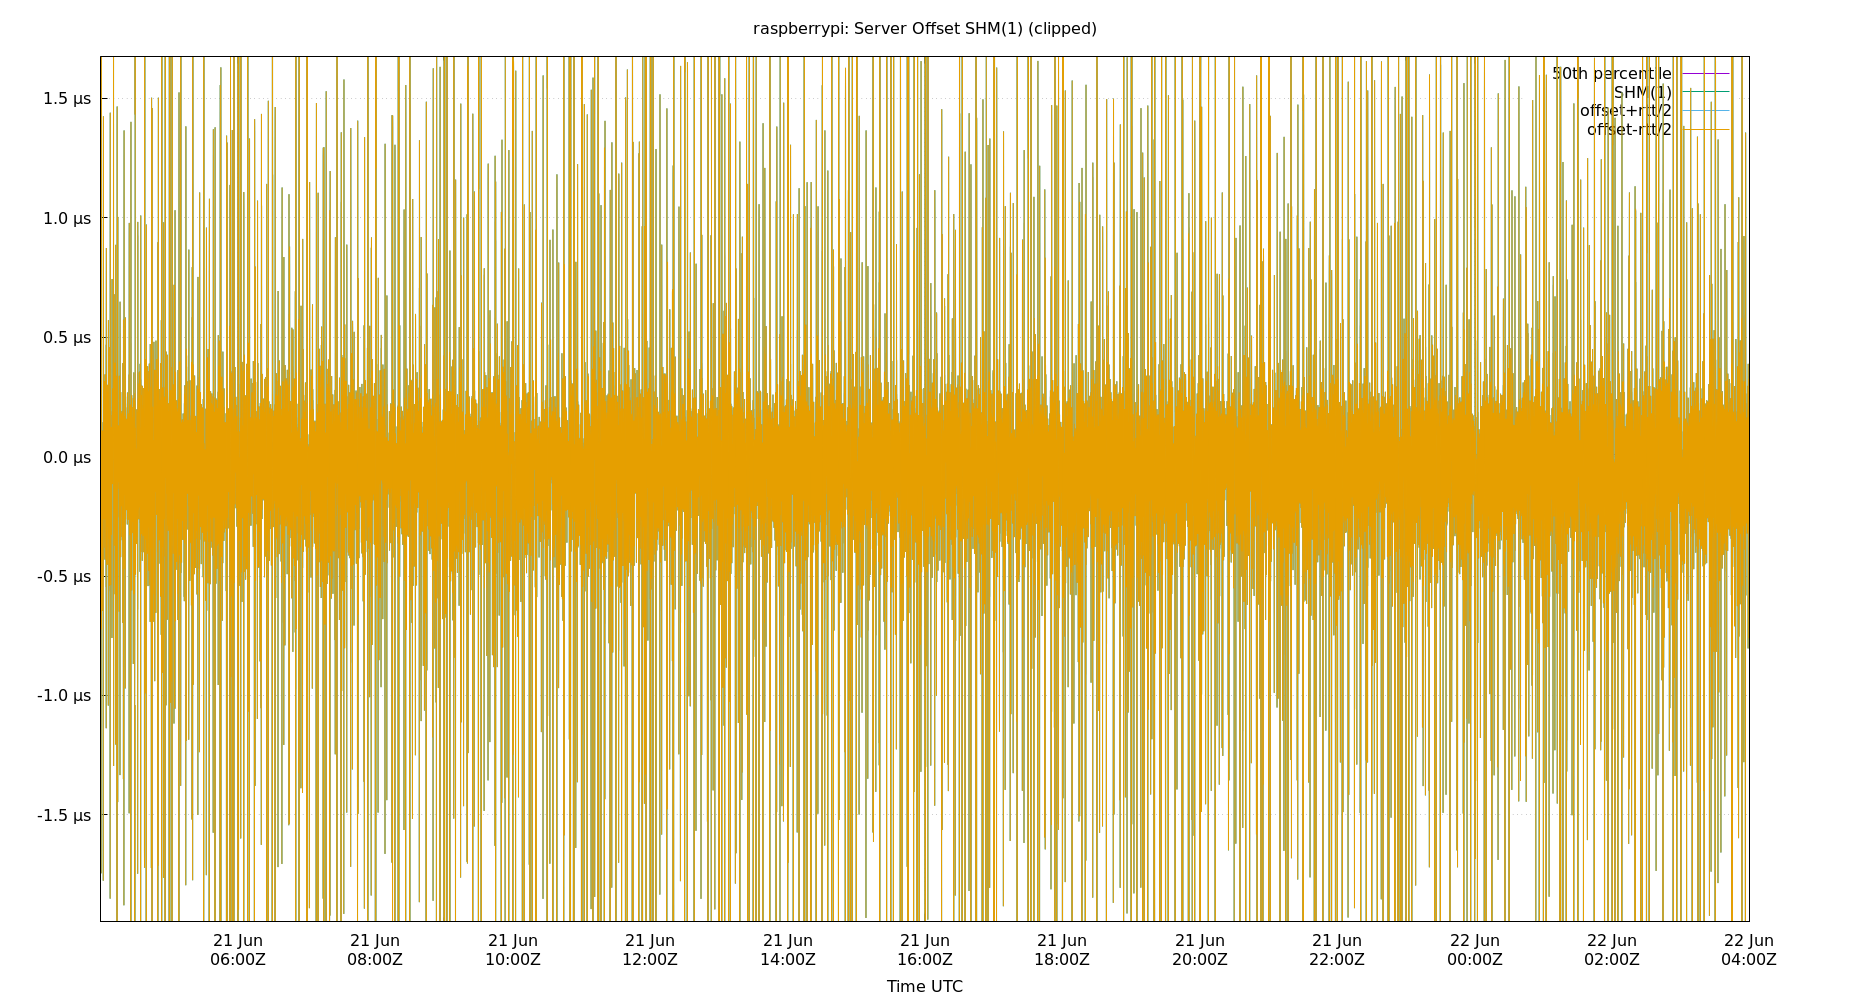 raspberrypi: Server Offset SHM(1) (clipped)
50th percentile
SHM(1)
offset+rtt/2
offset-rtt/2
1.5 µs
1.0 µs
0.5 µs
0.0 µs
-0.5 µs
-1.0 µs
-1.5 µs
21 Jun 21 Jun 21 Jun 21 Jun 21 Jun 21 Jun 21 Jun 21 Jun 21 Jun 22 Jun 22 Jun 22 Jun
06:00Z 08:00Z 10:00Z 12:00Z 14:00Z 16:00Z 18:00Z 20:00Z 22:00Z 00:00Z 02:00Z 04:00Z
Time UTC